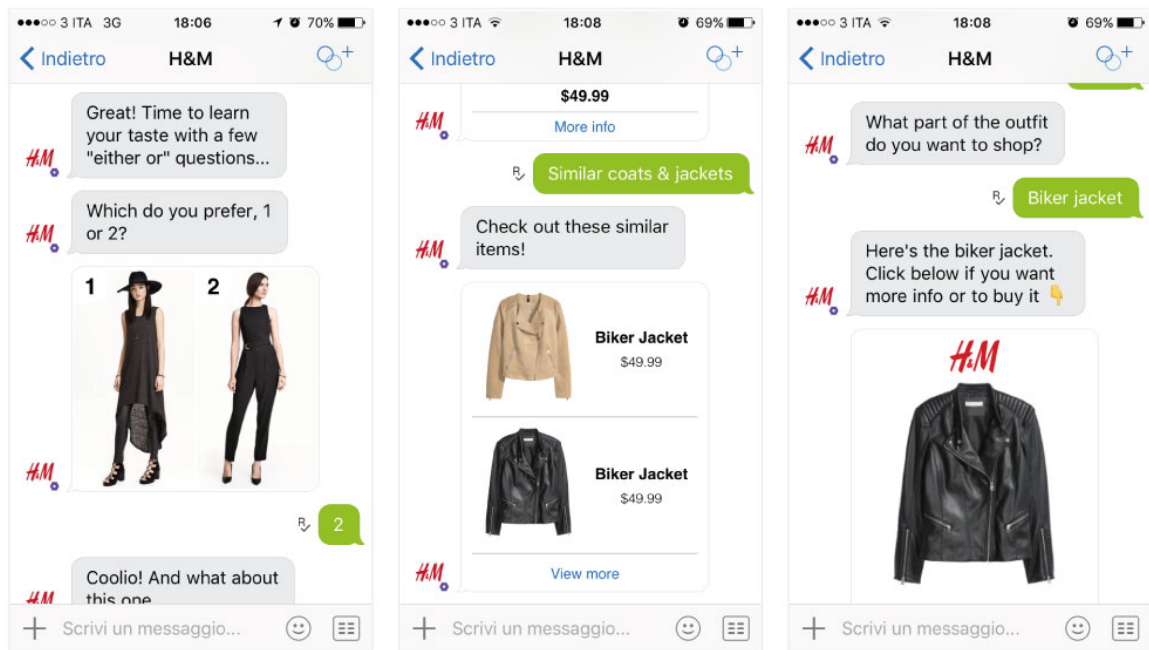 3 ITA 3G 18:06 70%
Indietro H&M
Great! Time to learn
your taste with a few
"either or" questions...
H&M
Which do you prefer, 1
or 2?
H&M
1 2
H&M
R 2
Coolio! And what about
this one
H&M
Scrivi un messaggio...
3 ITA 18:08 69%
Indietro H&M
$49.99
H&M
More info
R Similar coats & jackets
Check out these similar
items!
H&M
Biker Jacket
$49.99
Biker Jacket
$49.99
View more
H&M
Scrivi un messaggio...
3 ITA 18:08 69%
Indietro H&M
What part of the outfit
do you want to shop?
H&M
R Biker jacket
Here's the biker jacket.
Click below if you want
more info or to buy it 👇
H&M
H&M
Scrivi un messaggio...